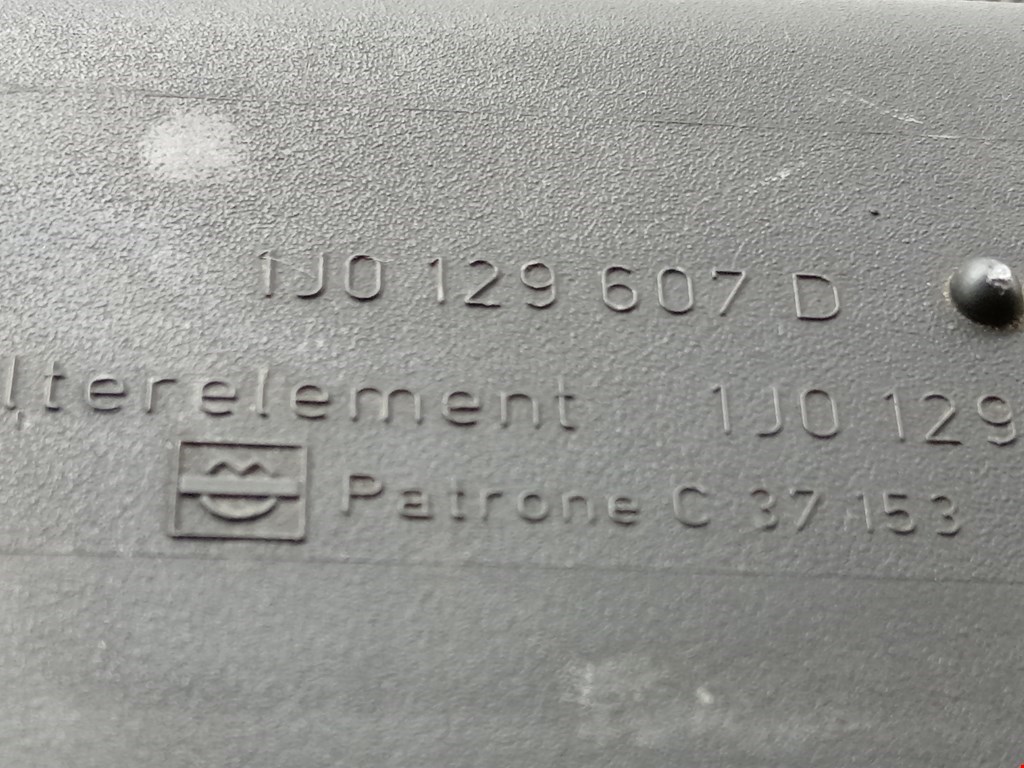 1J0 129 607 D
lterelement 1J0 129
Patrone C 37 153